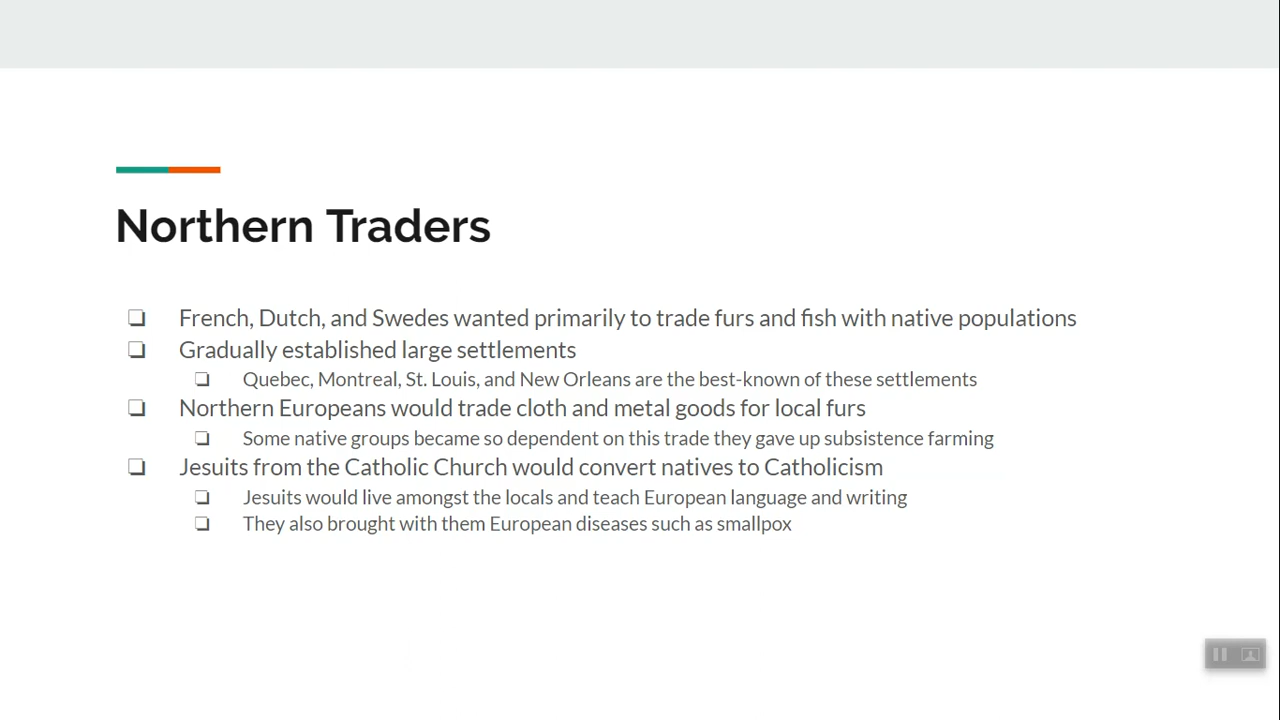 Northern Traders
French, Dutch, and Swedes wanted primarily to trade furs and fish with native populations
Gradually established large settlements
Quebec, Montreal, St. Louis, and New Orleans are the best-known of these settlements
Northern Europeans would trade cloth and metal goods for local furs
Some native groups became so dependent on this trade they gave up subsistence farming
Jesuits from the Catholic Church would convert natives to Catholicism
Jesuits would live amongst the locals and teach European language and writing
They also brought with them European diseases such as smallpox